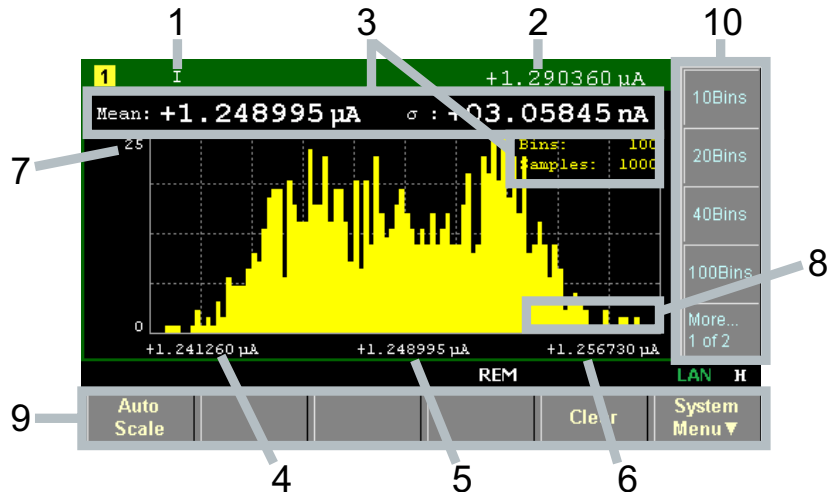 1 3 2 10
1 I +1.290360 µA
Mean: +1.248995 µA σ : +03.05845 nA
10Bins
25
Bins: 100
Samples: 1000
7
20Bins
40Bins
8
100Bins
0
More...
1 of 2
+1.241260 µA +1.248995 µA +1.256730 µA
REM LAN H
9
Auto
Scale
Clear
System
Menu ▼
4 5 6